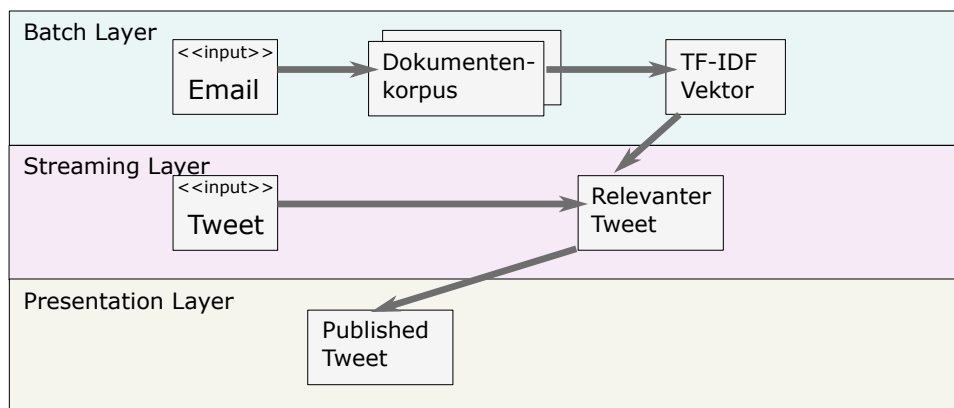 Batch Layer
<<input>>
Email
Dokumenten-
korpus
TF-IDF
Vektor
Streaming Layer
<<input>>
Tweet
Relevanter
Tweet
Presentation Layer
Published
Tweet